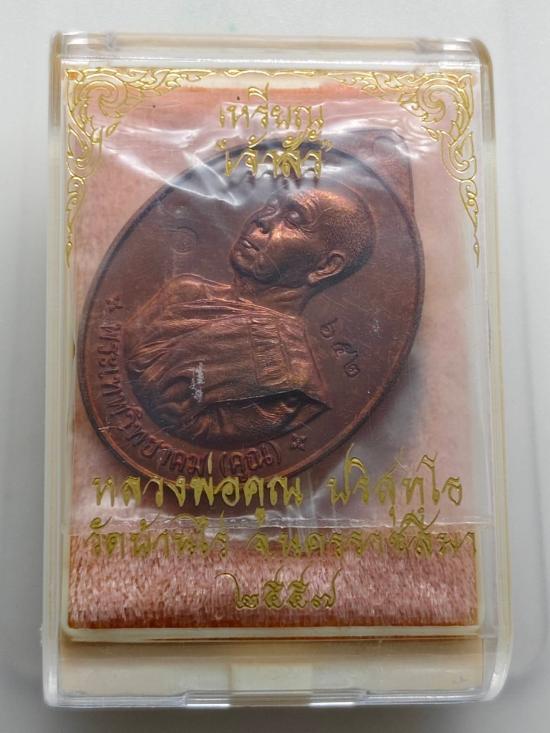 เหรียญ
"เจ้าสัว"
๖๕๒
* พระเทพวิทยาคม (คูณ) *
หลวงพ่อคูณ ปริสุทโธ
วัดบ้านไร่ จ.นครราชสีมา
๒๕๕๗